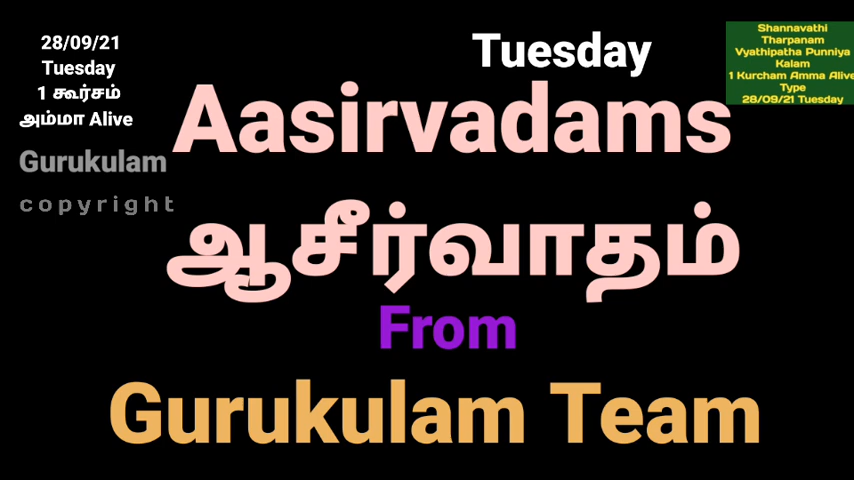 28/09/21
Tuesday
1 கூர்சம்
அம்மா Alive
Gurukulam
copyright
Tuesday
Shannavathi
Tharpanam
Vyathipatha Punniya
Kalam
1 Kurcham Amma Alive
Type
28/09/21 Tuesday
Aasirvadams
ஆசீர்வாதம்
From
Gurukulam Team